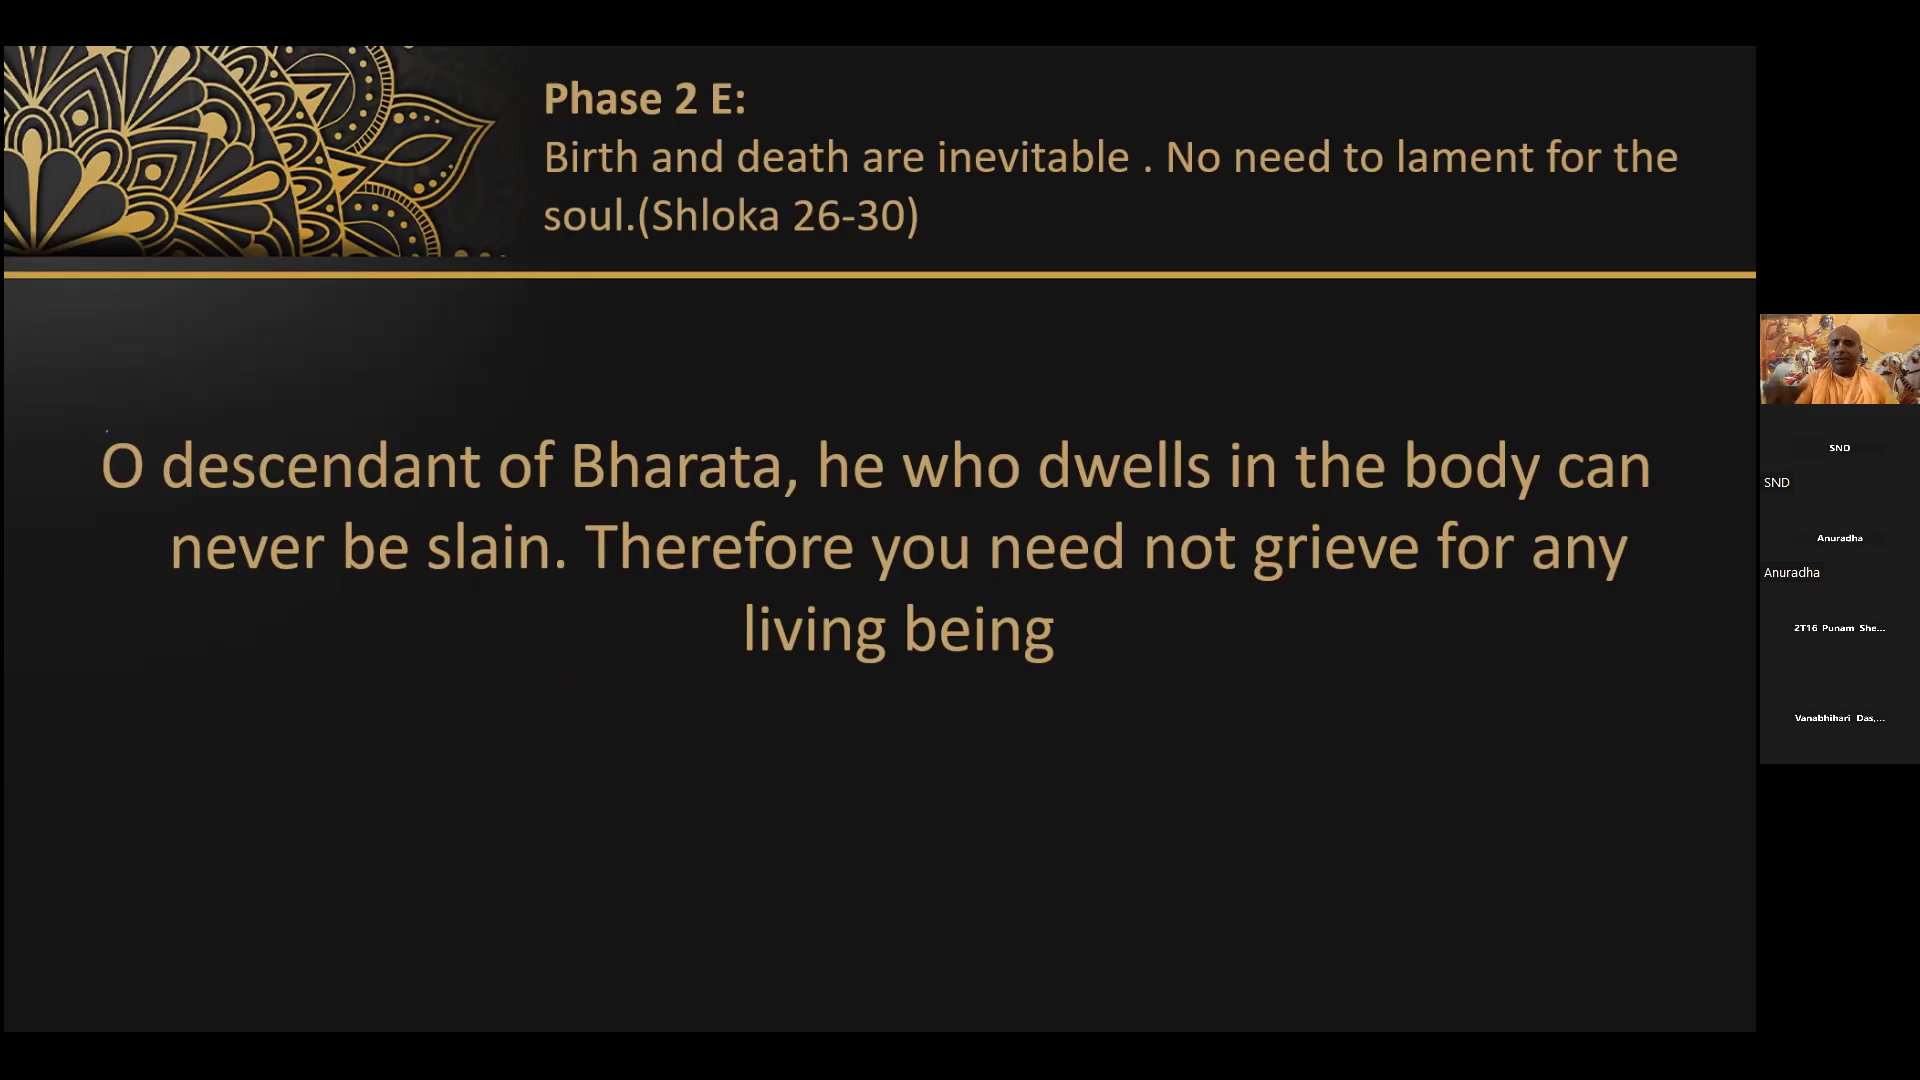 Phase 2 E:
Birth and death are inevitable . No need to lament for the
soul.(Shloka 26-30)
O descendant of Bharata, he who dwells in the body can
never be slain. Therefore you need not grieve for any
living being
SND
SND
Anuradha
Anuradha
2T16 Punam She...
Vanabhihari Das,...